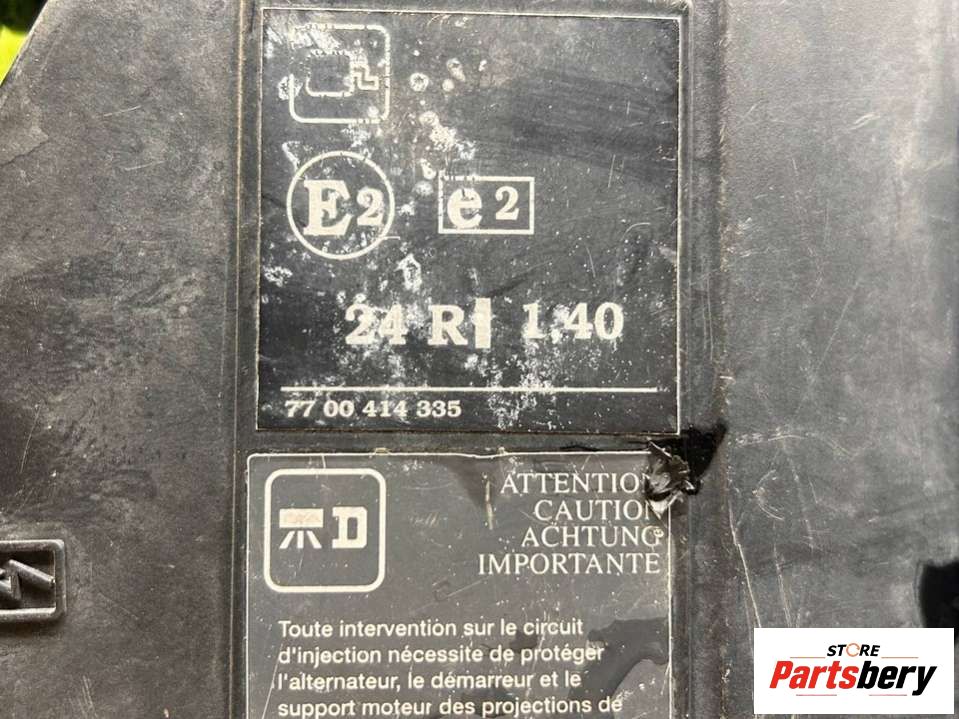 E2 e2
24 R 1.40
77 00 414 335
D
ATTENTION
CAUTION
ACHTUNG
IMPORTANTE
Toute intervention sur le circuit
d'injection nécessite de protéger
l'alternateur, le démarreur et le
support moteur des projections de
STORE
Partsbery